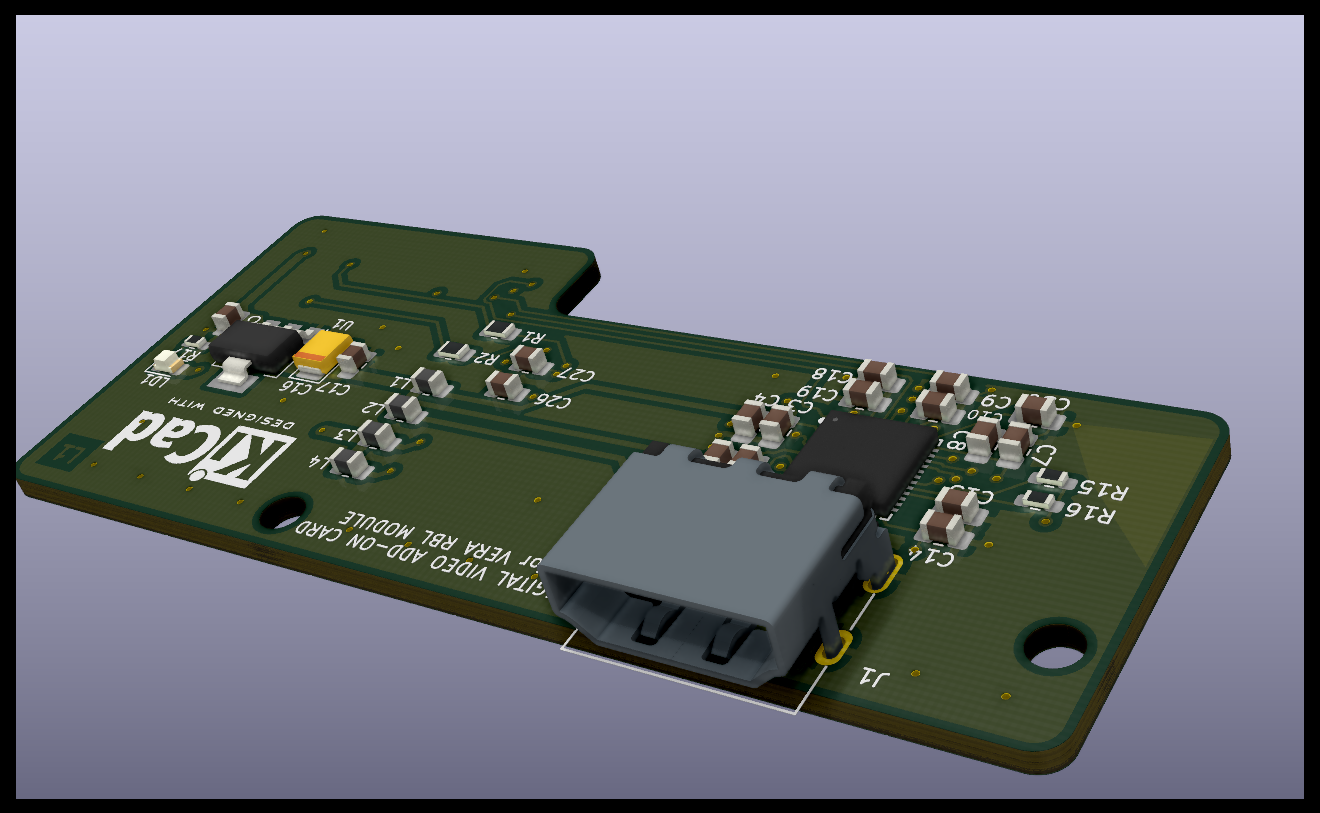 DIGITAL VIDEO ADD-ON CARD
for VERA RBL MODULE
DESIGNED WITH
KiCad
J1
C14
R16
R15
C7
C9
C18
C19
C4
C26
C27
R1
R2
L1
L2
L3
L4
U1
C17
C16
LD1